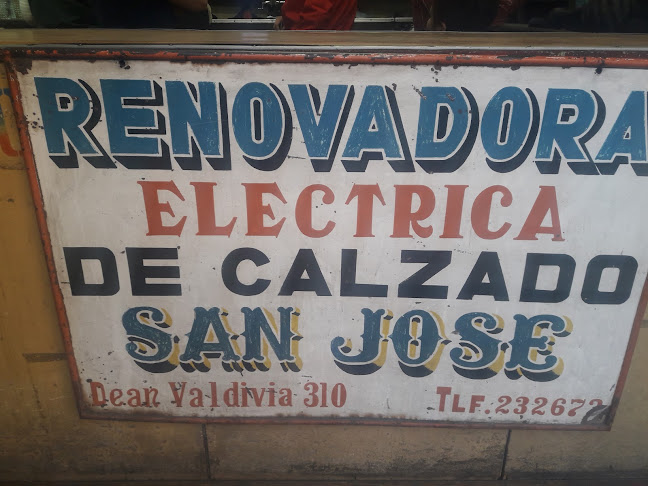 RENOVADORA
ELECTRICA
DE CALZADO
SAN JOSE
Dean Valdivia 310 TLF. 232672